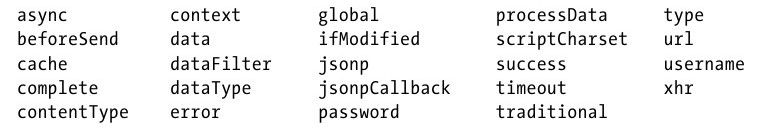 async context global processData type
beforeSend data ifModified scriptCharset url
cache dataFilter jsonp success username
complete dataType jsonpCallback timeout xhr
contentType error password traditional